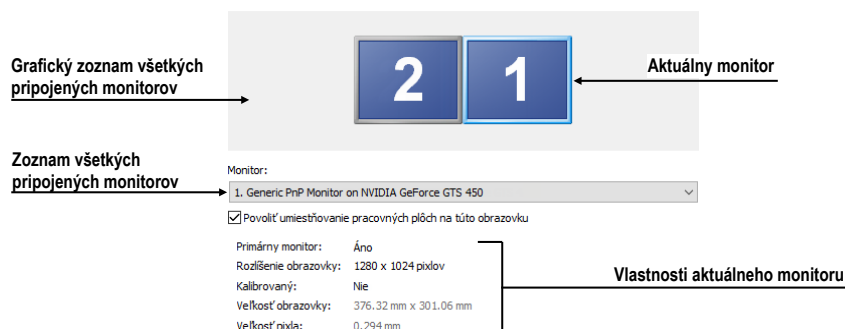 Grafický zoznam všetkých
pripojených monitorov
2
1
Aktuálny monitor
Zoznam všetkých
pripojených monitorov
Monitor:
1. Generic PnP Monitor on NVIDIA GeForce GTS 450
Povoliť umiestňovanie pracovných plôch na túto obrazovku
Primárny monitor: Áno
Rozlíšenie obrazovky: 1280 x 1024 pixlov
Kalibrovaný: Nie
Veľkosť obrazovky: 376.32 mm x 301.06 mm
Veľkosť pixla: 0.294 mm
Vlastnosti aktuálneho monitoru